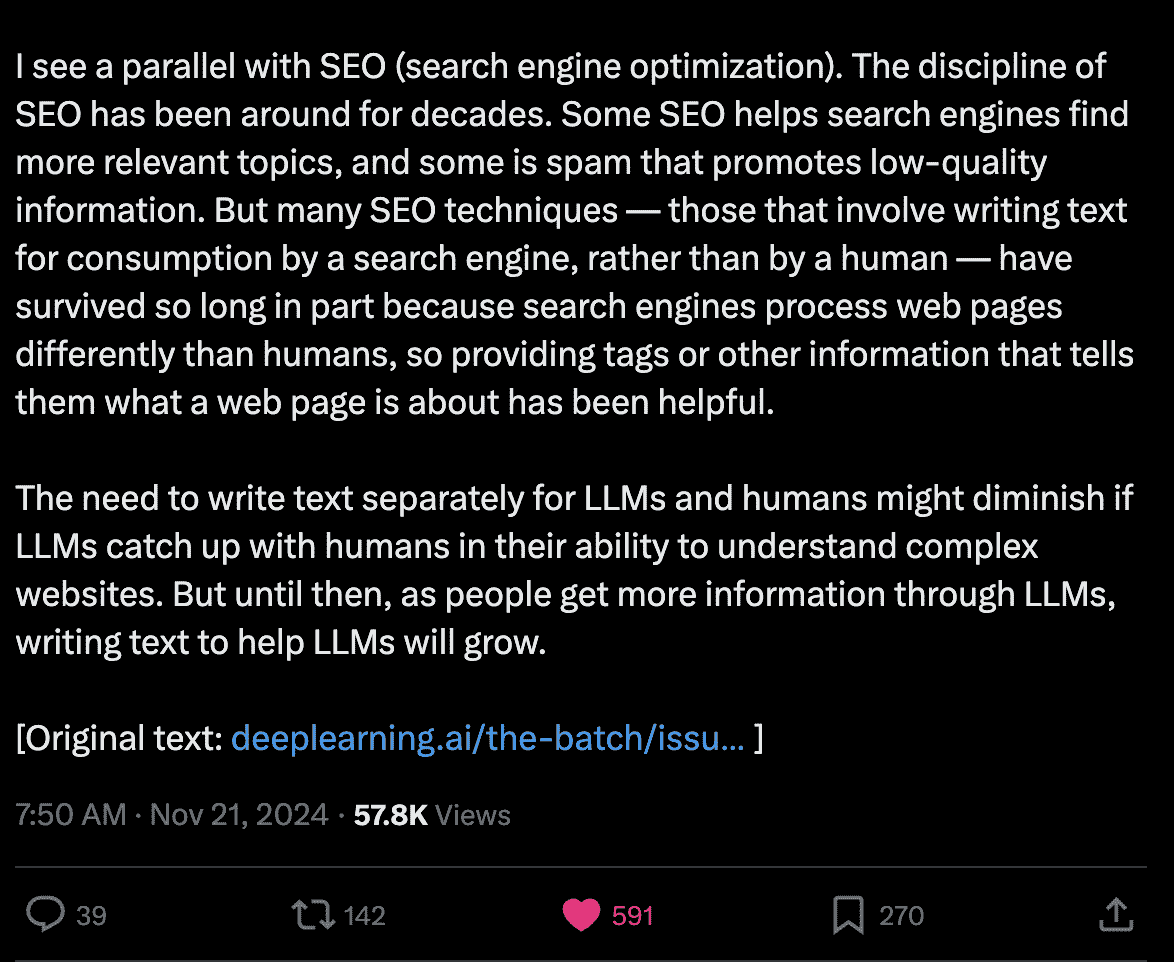 I see a parallel with SEO (search engine optimization). The discipline of
SEO has been around for decades. Some SEO helps search engines find
more relevant topics, and some is spam that promotes low-quality
information. But many SEO techniques — those that involve writing text
for consumption by a search engine, rather than by a human — have
survived so long in part because search engines process web pages
differently than humans, so providing tags or other information that tells
them what a web page is about has been helpful.
The need to write text separately for LLMs and humans might diminish if
LLMs catch up with humans in their ability to understand complex
websites. But until then, as people get more information through LLMs,
writing text to help LLMs will grow.
[Original text: deeplearning.ai/the-batch/issu... ]
7:50 AM · Nov 21, 2024 · 57.8K Views
39 142 591 270